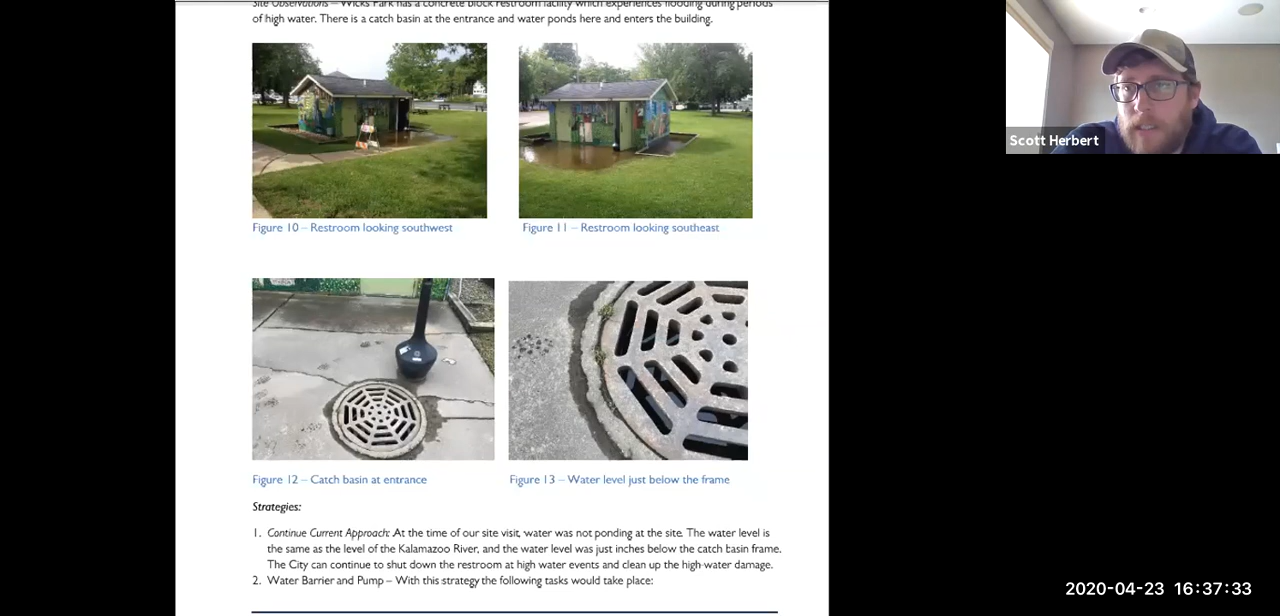 Site Observations – Wicks Park has a concrete block restroom facility which experiences flooding during periods
of high water. There is a catch basin at the entrance and water ponds here and enters the building.
Scott Herbert
Figure 10 – Restroom looking southwest
Figure 11 – Restroom looking southeast
Figure 12 – Catch basin at entrance
Figure 13 – Water level just below the frame
Strategies:
1. Continue Current Approach: At the time of our site visit, water was not ponding at the site. The water level is
the same as the level of the Kalamazoo River, and the water level was just inches below the catch basin frame.
The City can continue to shut down the restroom at high water events and clean up the high-water damage.
2. Water Barrier and Pump – With this strategy the following tasks would take place:
2020-04-23 16:37:33